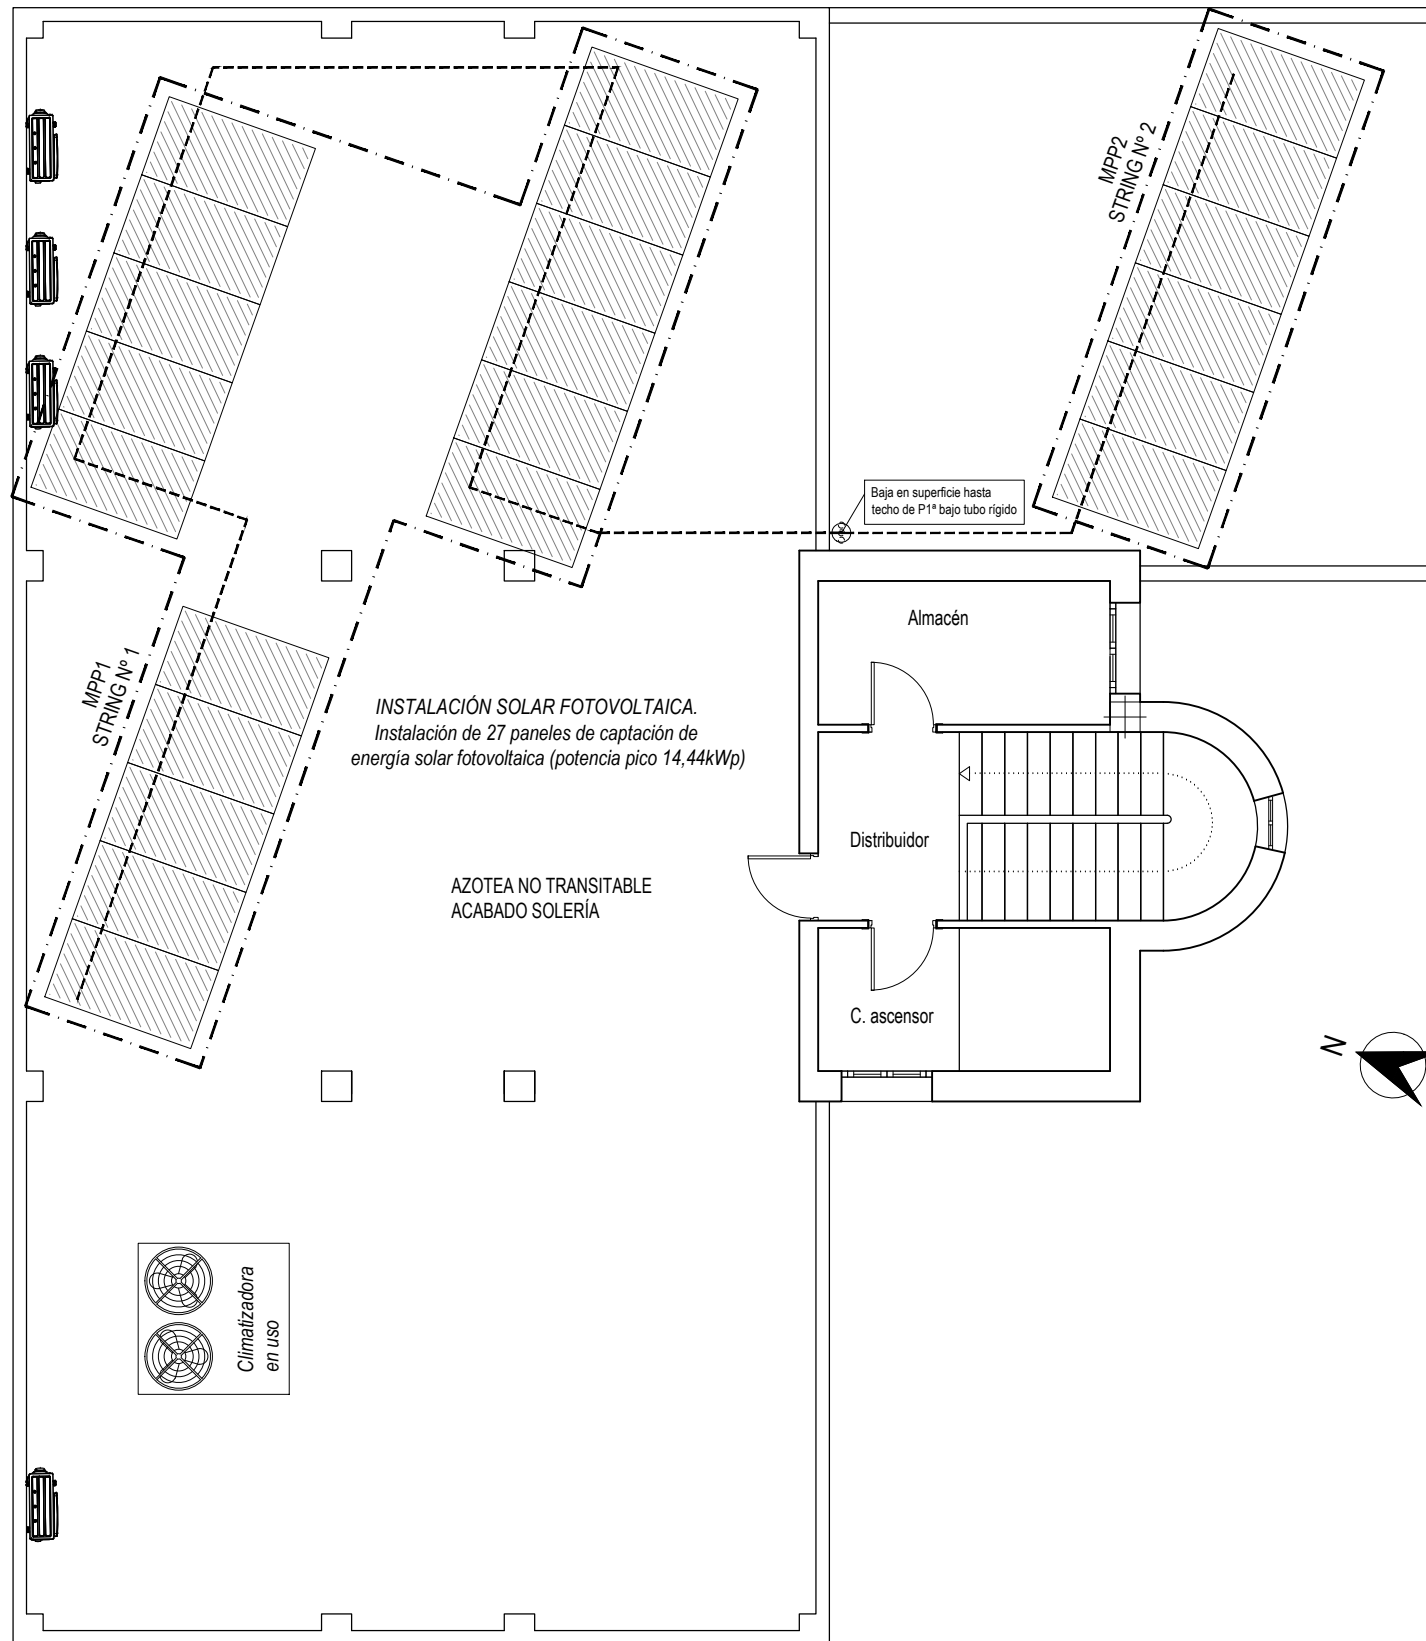 MPP2
STRING Nº 2
Baja en superficie hasta
techo de P1ª bajo tubo rígido
Almacén
MPP1
STRING Nº 1
INSTALACIÓN SOLAR FOTOVOLTAICA.
Instalación de 27 paneles de captación de
energía solar fotovoltaica (potencia pico 14,44kWp)
Distribuidor
AZOTEA NO TRANSITABLE
ACABADO SOLERÍA
C. ascensor
N
Climatizadora
en uso